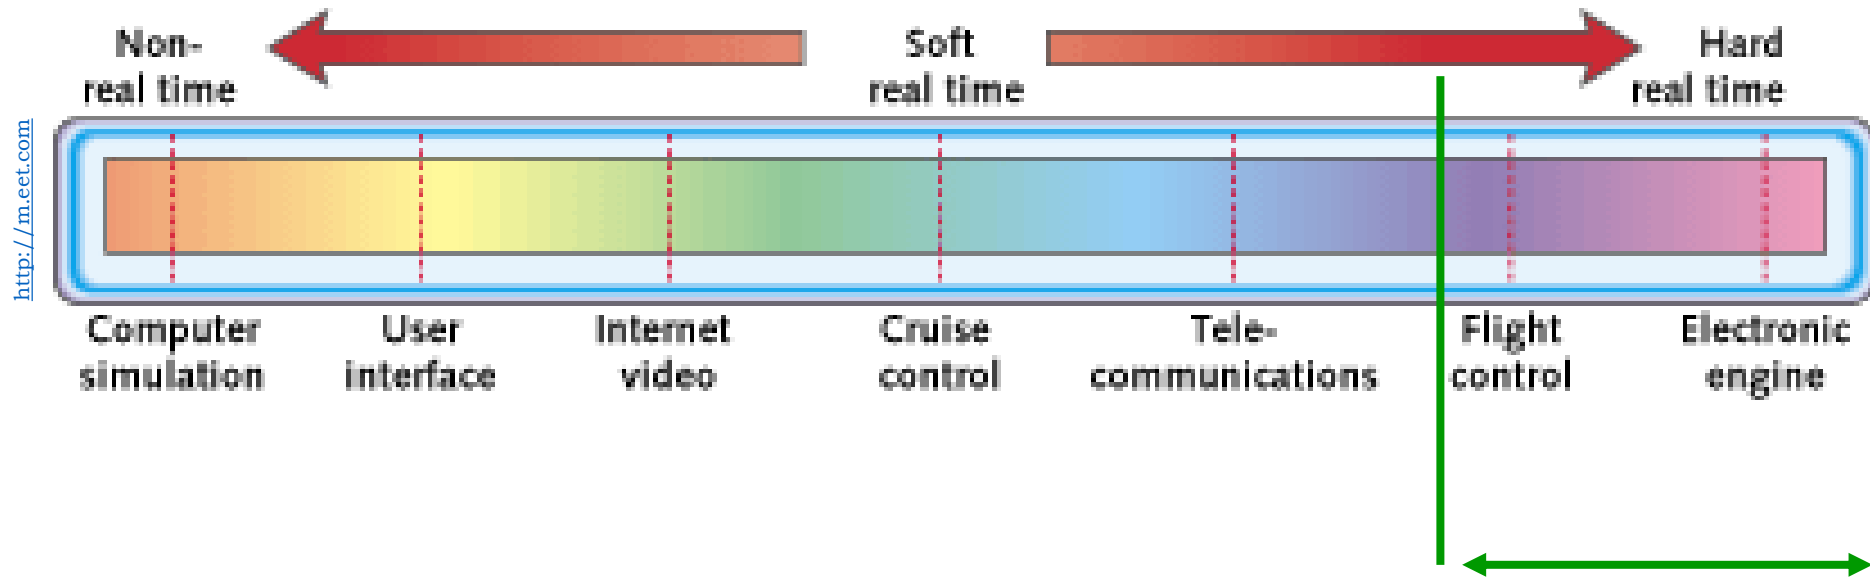 Non-
real time
Soft
real time
Hard
real time
http://m.eet.com
Computer
simulation
User
interface
Internet
video
Cruise
control
Tele-
communications
Flight
control
Electronic
engine